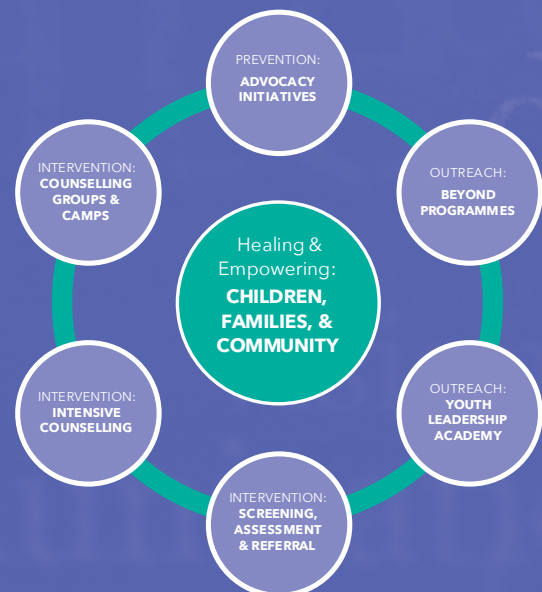 PREVENTION:
ADVOCACY
INITIATIVES
OUTREACH:
BEYOND
PROGRAMMES
OUTREACH:
YOUTH
LEADERSHIP
ACADEMY
INTERVENTION:
SCREENING,
ASSESSMENT
& REFERRAL
INTERVENTION:
INTENSIVE
COUNSELLING
INTERVENTION:
COUNSELLING
GROUPS &
CAMPS
Healing &
Empowering:
CHILDREN,
FAMILIES, &
COMMUNITY